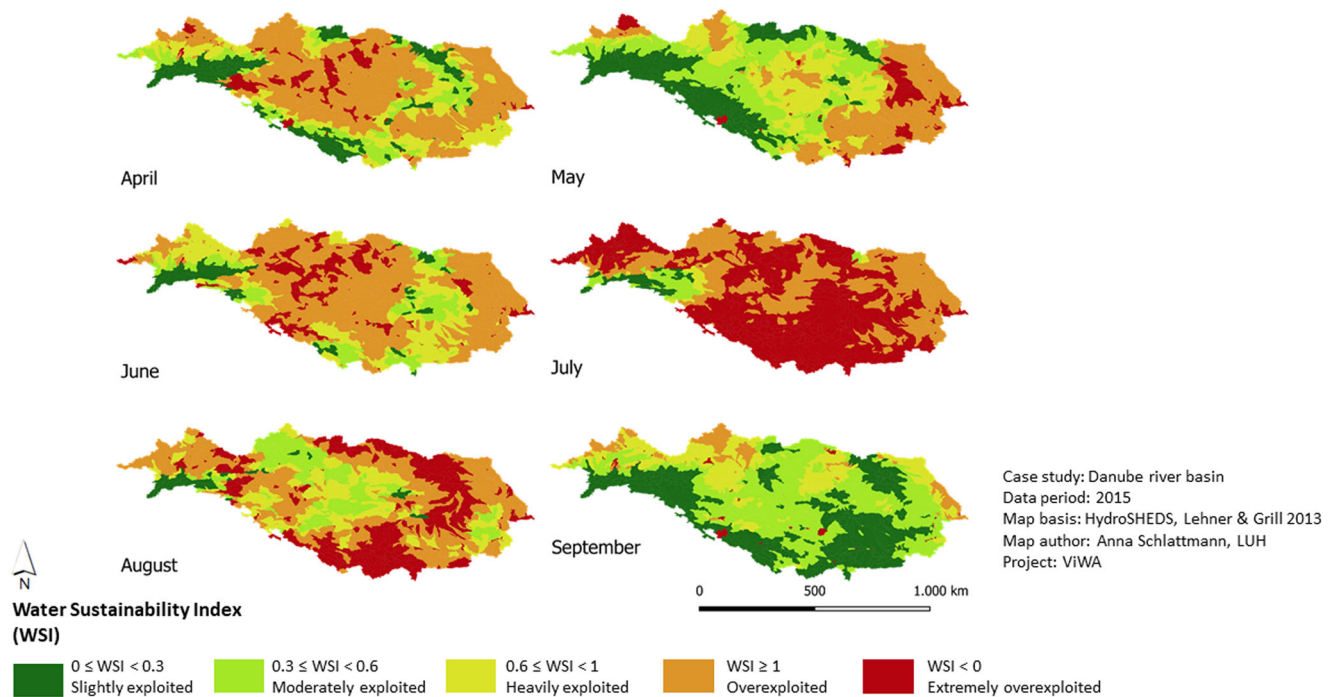 April
May
June
July
August
September
Case study: Danube river basin
Data period: 2015
Map basis: HydroSHEDS, Lehner & Grill 2013
Map author: Anna Schlattmann, LUH
Project: ViWA
N
0 500 1.000 km
Water Sustainability Index
(WSI)
0 ≤ WSI < 0.3
Slightly exploited
0.3 ≤ WSI < 0.6
Moderately exploited
0.6 ≤ WSI < 1
Heavily exploited
WSI ≥ 1
Overexploited
WSI < 0
Extremely overexploited